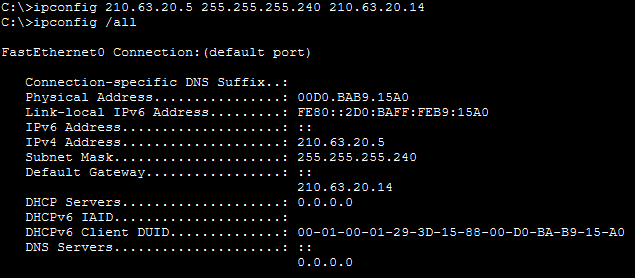 C:\>ipconfig 210.63.20.5 255.255.255.240 210.63.20.14
C:\>ipconfig /all
FastEthernet0 Connection:(default port)
Connection-specific DNS Suffix..:
Physical Address................: 00D0.BAB9.15A0
Link-local IPv6 Address.........: FE80::2D0:BAFF:FEB9:15A0
IPv6 Address....................: ::
IPv4 Address....................: 210.63.20.5
Subnet Mask.....................: 255.255.255.240
Default Gateway.................: ::
210.63.20.14
DHCP Servers....................: 0.0.0.0
DHCPv6 IAID.....................:
DHCPv6 Client DUID..............: 00-01-00-01-29-3D-15-88-00-D0-BA-B9-15-A0
DNS Servers.....................: ::
0.0.0.0